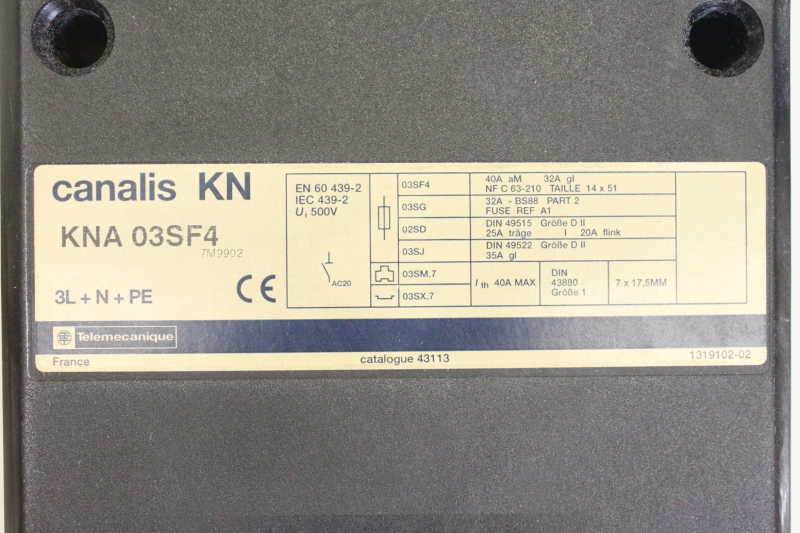 canalis KN
KNA 03SF4
7M9902
3L + N + PE
CE
EN 60 439-2
IEC 439-2
Ui 500V
AC20
03SF4
40A aM 32A gl
NF C 63-210 TAILLE 14 x 51
03SG
32A - BS88 PART 2
FUSE REF A1
02SD
DIN 49515 Größe D II
25A träge I 20A flink
03SJ
DIN 49522 Größe D II
35A gl
03SM.7
03SX.7
Ith 40A MAX
DIN
43880
Größe 1
7 x 17,5MM
Telemecanique
France
catalogue 43113
1319102-02